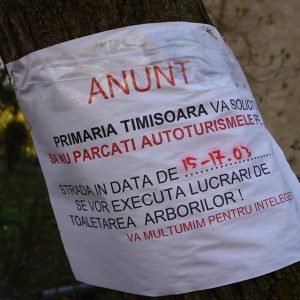 ANUNT
PRIMARIA TIMISOARA VA SOLICITA
SA NU PARCATI AUTOTURISMELE PE
STRADA IN DATA DE 15-17.03
SE VOR EXECUTA LUCRARI DE
TOALETAREA ARBORILOR !
VA MULTUMIM PENTRU INTELEGE